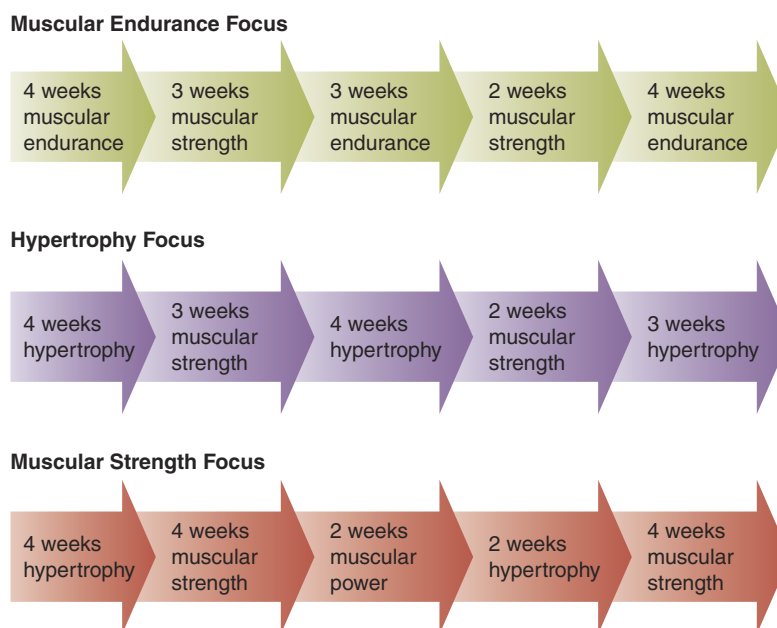 Muscular Endurance Focus
4 weeks
muscular
endurance
3 weeks
muscular
strength
3 weeks
muscular
endurance
2 weeks
muscular
strength
4 weeks
muscular
endurance
Hypertrophy Focus
4 weeks
hypertrophy
3 weeks
muscular
strength
4 weeks
hypertrophy
2 weeks
muscular
strength
3 weeks
hypertrophy
Muscular Strength Focus
4 weeks
hypertrophy
4 weeks
muscular
strength
2 weeks
muscular
power
2 weeks
hypertrophy
4 weeks
muscular
strength